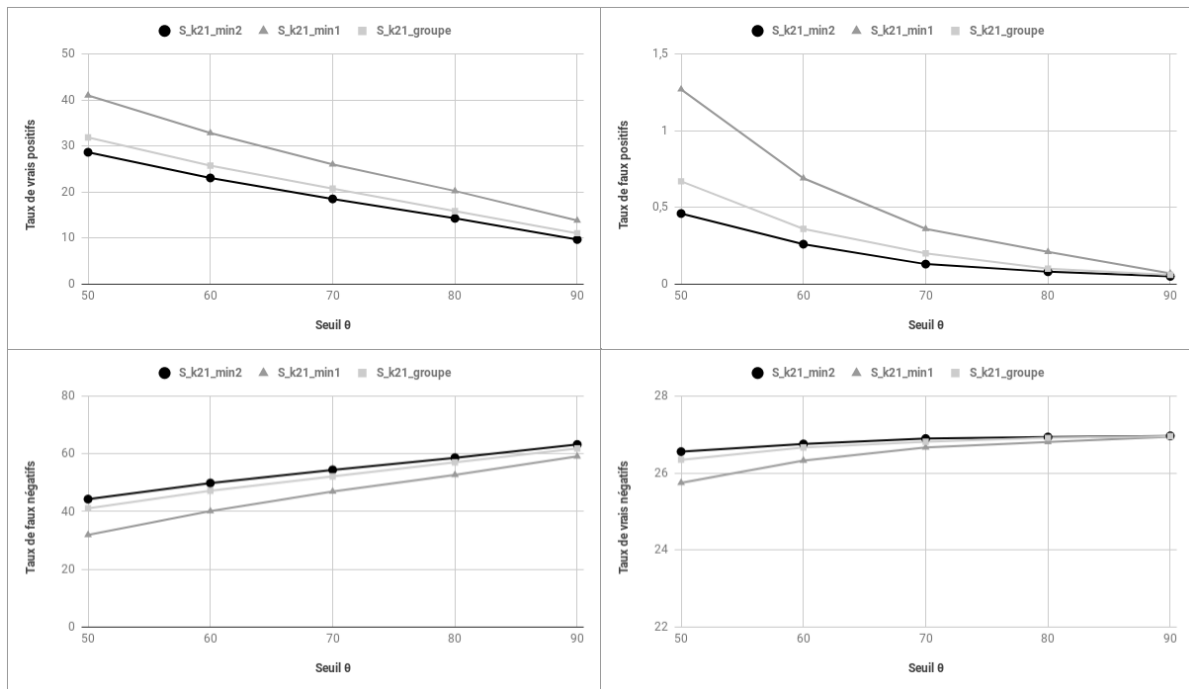 S_k21_min2 S_k21_min1 S_k21_groupe
50
40
30
20
10
0
Taux de vrais positifs
50 60 70 80 90
Seuil θ
S_k21_min2 S_k21_min1 S_k21_groupe
1,5
1
0,5
0
Taux de faux positifs
50 60 70 80 90
Seuil θ
S_k21_min2 S_k21_min1 S_k21_groupe
80
60
40
20
0
Taux de faux négatifs
50 60 70 80 90
Seuil θ
S_k21_min2 S_k21_min1 S_k21_groupe
28
26
24
22
Taux de vrais négatifs
50 60 70 80 90
Seuil θ